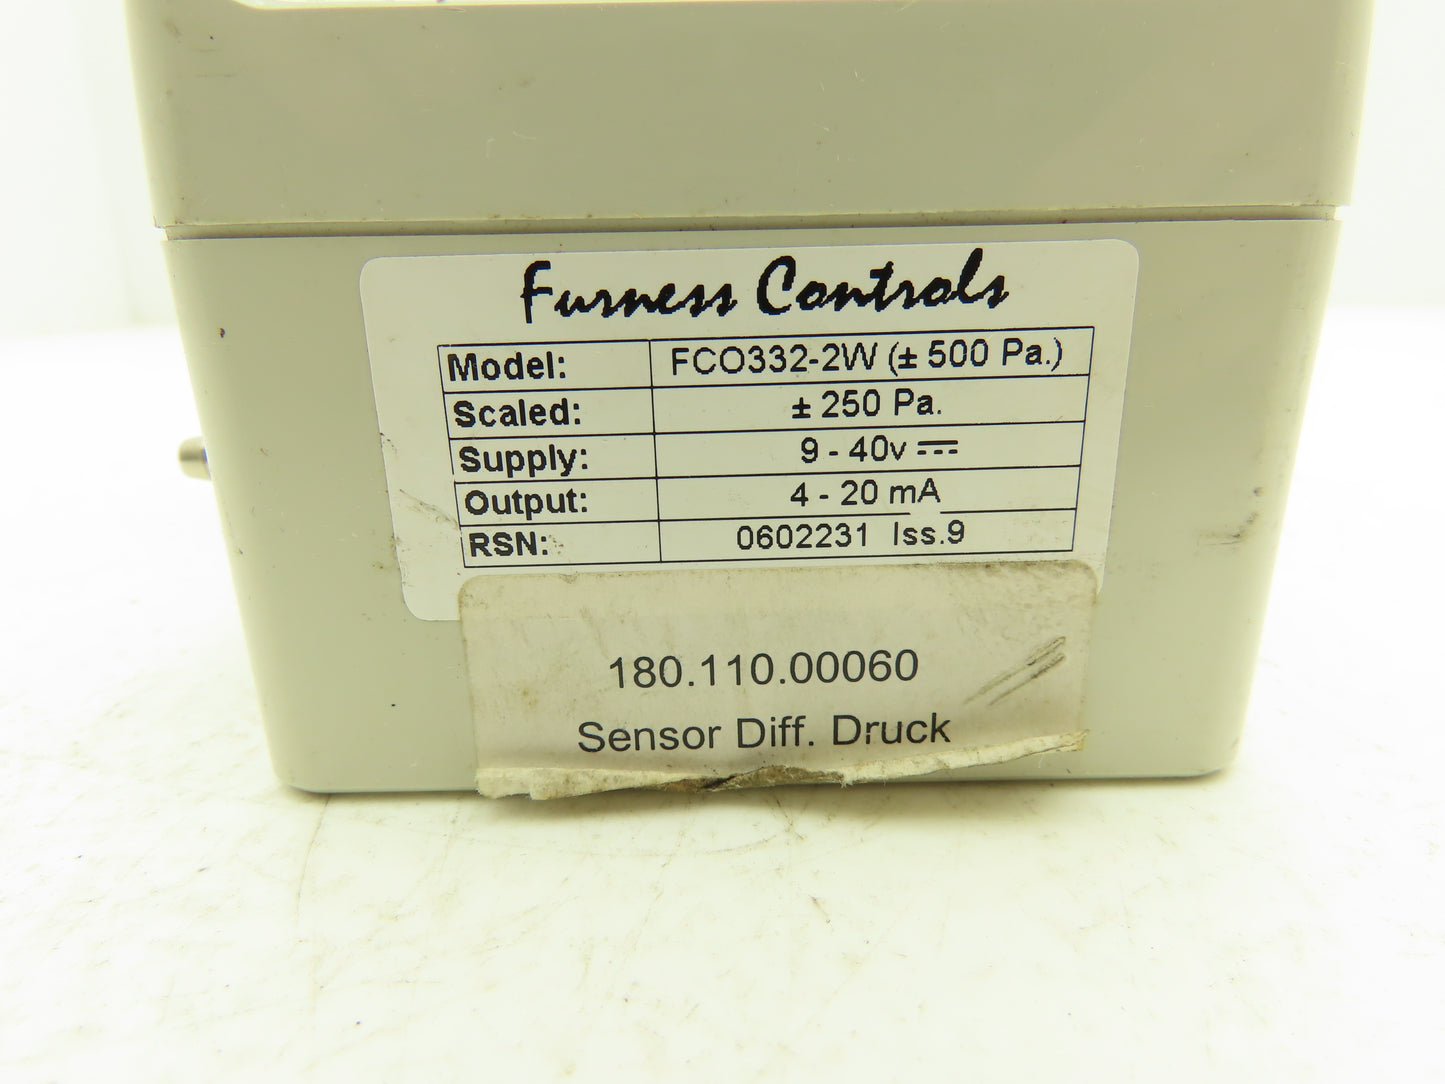 Furness Controls
Model: FCO332-2W (± 500 Pa.)
Scaled: ± 250 Pa.
Supply: 9 - 40v ⎓
Output: 4 - 20 mA
RSN: 0602231 Iss.9
180.110.00060
Sensor Diff. Druck